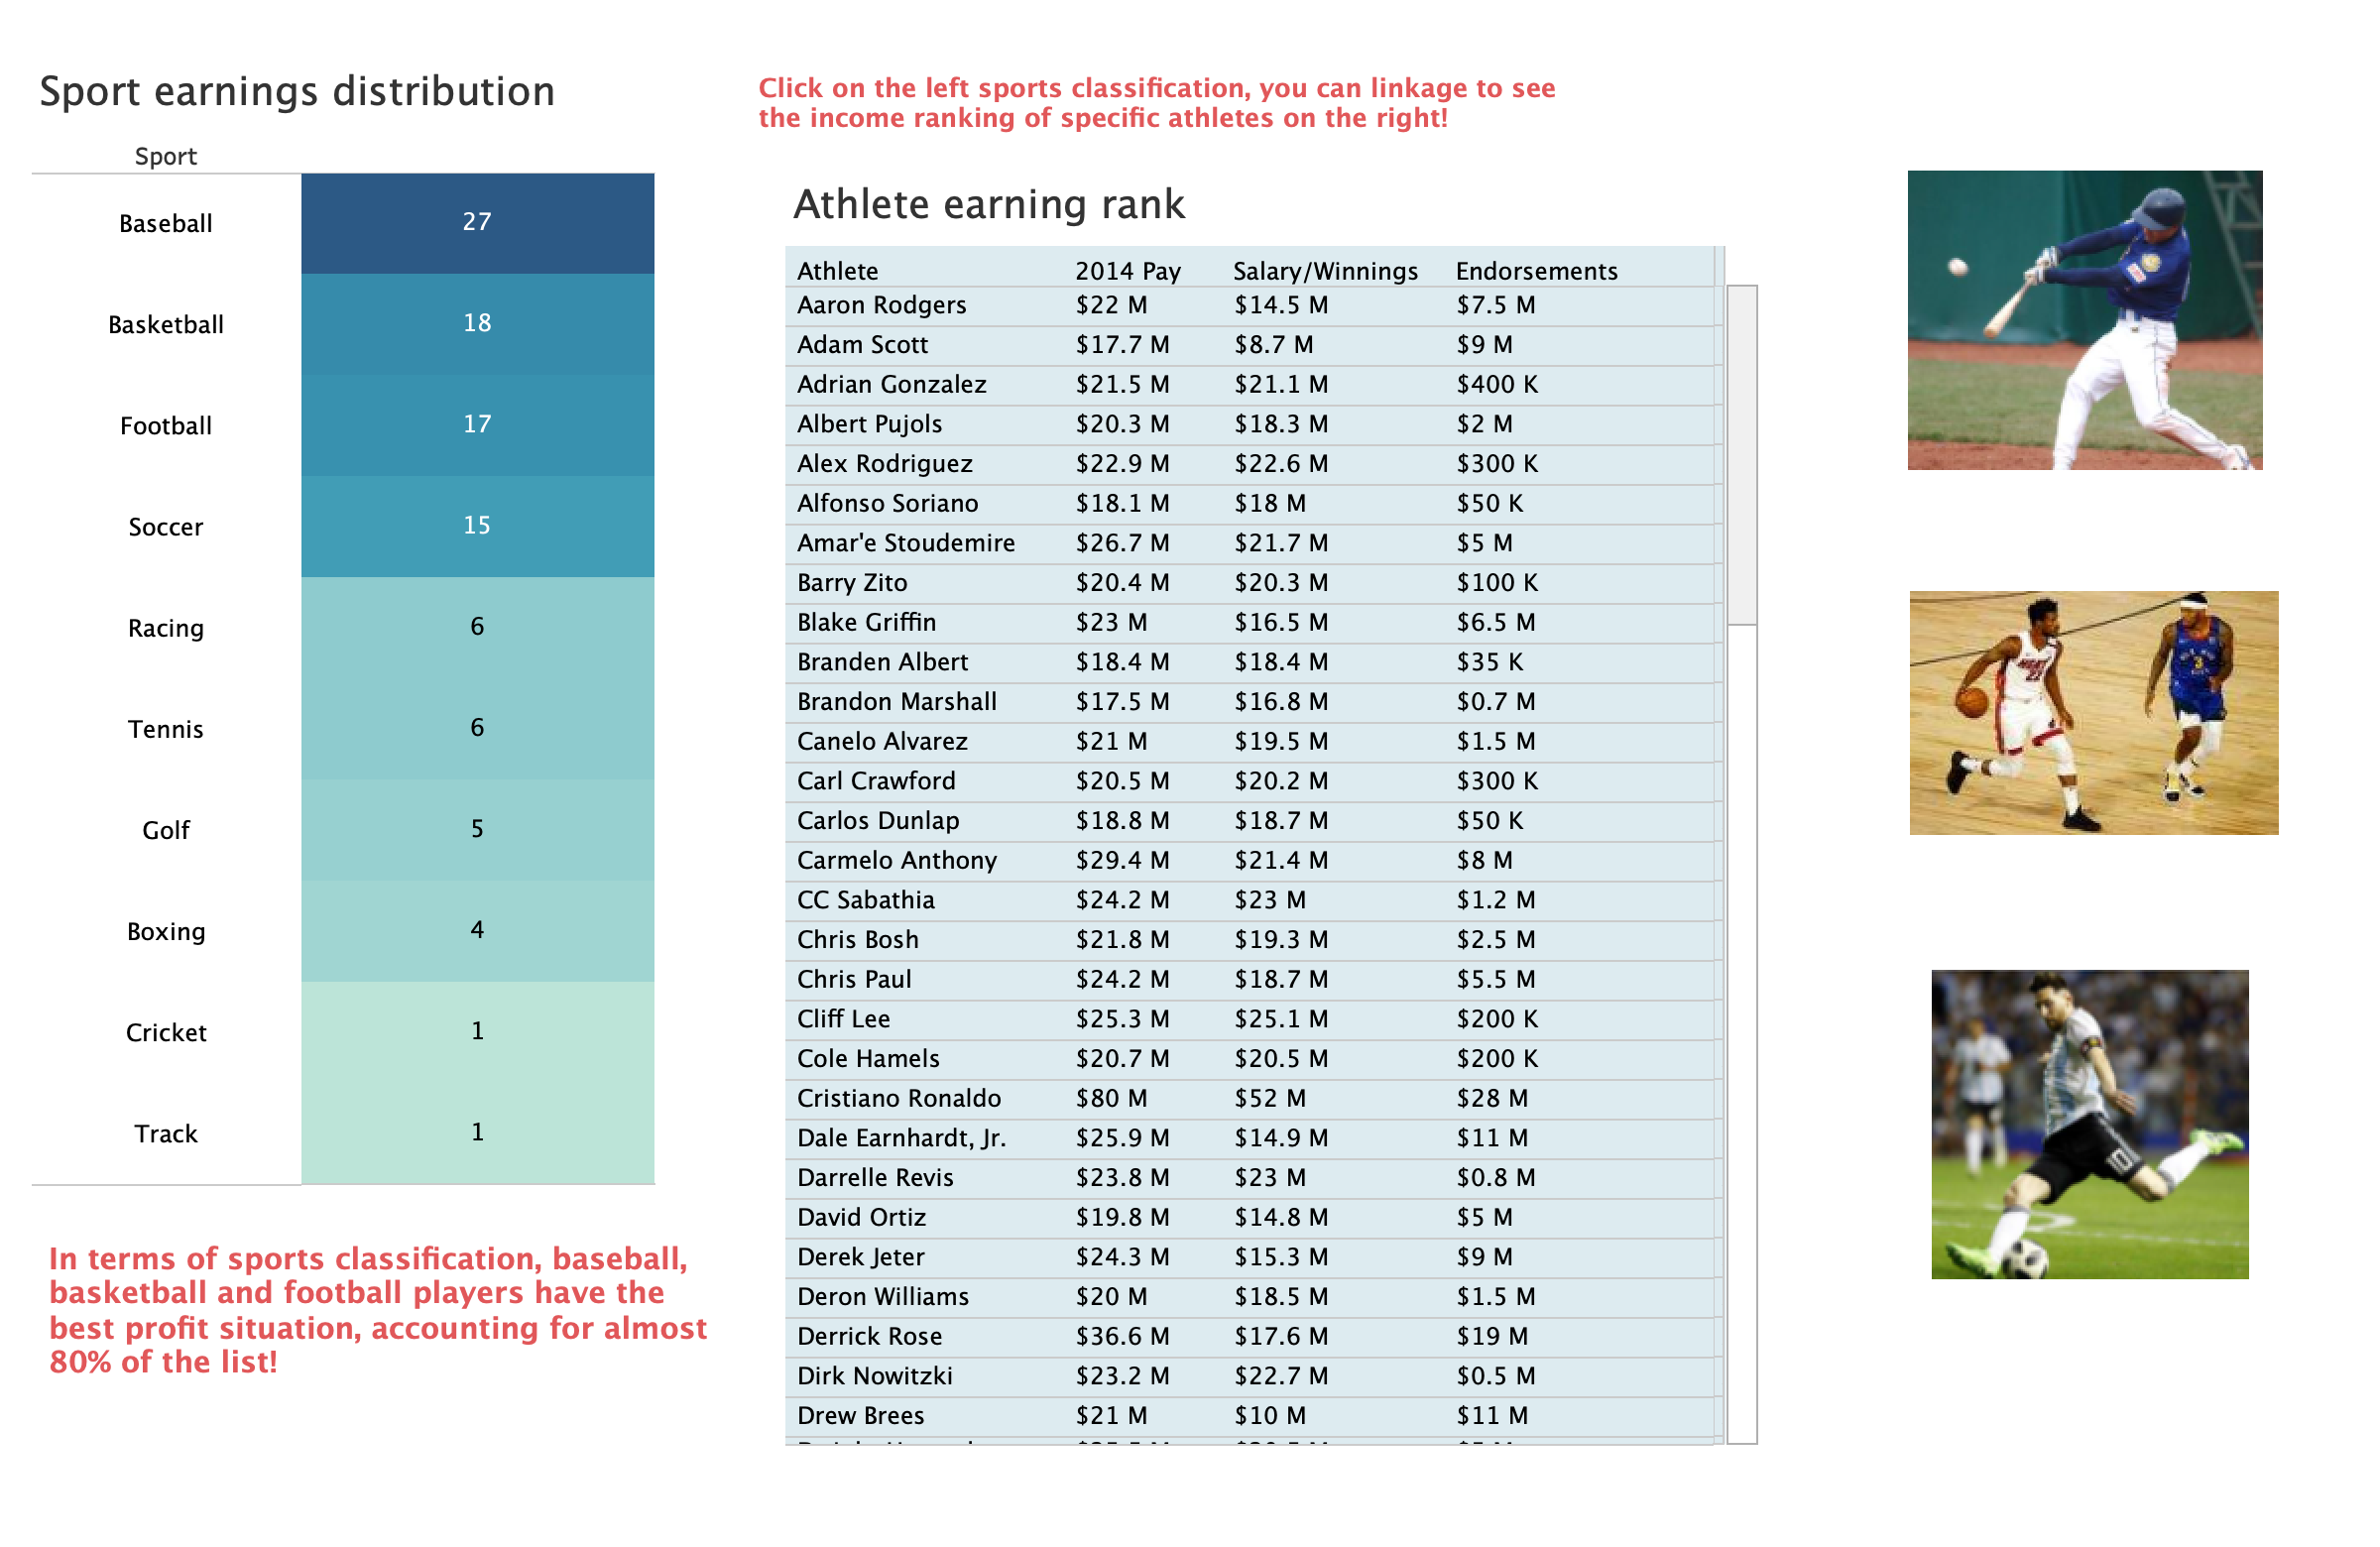 Sport earnings distribution
Sport
Baseball 27
Basketball 18
Football 17
Soccer 15
Racing 6
Tennis 6
Golf 5
Boxing 4
Cricket 1
Track 1
In terms of sports classification, baseball,
basketball and football players have the
best profit situation, accounting for almost
80% of the list!
Click on the left sports classification, you can linkage to see
the income ranking of specific athletes on the right!
Athlete earning rank
Athlete 2014 Pay Salary/Winnings Endorsements
Aaron Rodgers $22 M $14.5 M $7.5 M
Adam Scott $17.7 M $8.7 M $9 M
Adrian Gonzalez $21.5 M $21.1 M $400 K
Albert Pujols $20.3 M $18.3 M $2 M
Alex Rodriguez $22.9 M $22.6 M $300 K
Alfonso Soriano $18.1 M $18 M $50 K
Amar'e Stoudemire $26.7 M $21.7 M $5 M
Barry Zito $20.4 M $20.3 M $100 K
Blake Griffin $23 M $16.5 M $6.5 M
Branden Albert $18.4 M $18.4 M $35 K
Brandon Marshall $17.5 M $16.8 M $0.7 M
Canelo Alvarez $21 M $19.5 M $1.5 M
Carl Crawford $20.5 M $20.2 M $300 K
Carlos Dunlap $18.8 M $18.7 M $50 K
Carmelo Anthony $29.4 M $21.4 M $8 M
CC Sabathia $24.2 M $23 M $1.2 M
Chris Bosh $21.8 M $19.3 M $2.5 M
Chris Paul $24.2 M $18.7 M $5.5 M
Cliff Lee $25.3 M $25.1 M $200 K
Cole Hamels $20.7 M $20.5 M $200 K
Cristiano Ronaldo $80 M $52 M $28 M
Dale Earnhardt, Jr. $25.9 M $14.9 M $11 M
Darrelle Revis $23.8 M $23 M $0.8 M
David Ortiz $19.8 M $14.8 M $5 M
Derek Jeter $24.3 M $15.3 M $9 M
Deron Williams $20 M $18.5 M $1.5 M
Derrick Rose $36.6 M $17.6 M $19 M
Dirk Nowitzki $23.2 M $22.7 M $0.5 M
Drew Brees $21 M $10 M $11 M
3
10